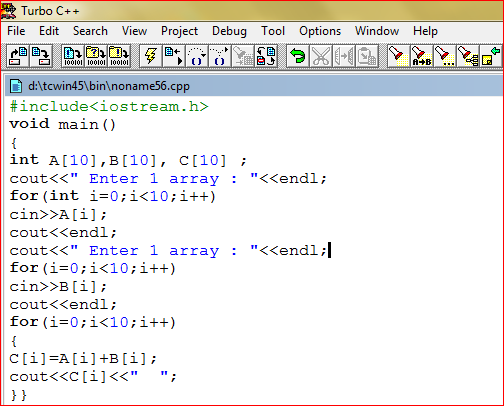 Turbo C++
File Edit Search View Project Debug Tool Options Window Help
d:\tcwin45\bin\noname56.cpp
#include<iostream.h>
void main()
{
int A[10],B[10], C[10] ;
cout<<" Enter 1 array : "<<endl;
for(int i=0;i<10;i++)
cin>>A[i];
cout<<endl;
cout<<" Enter 1 array : "<<endl;
for(i=0;i<10;i++)
cin>>B[i];
cout<<endl;
for(i=0;i<10;i++)
{
C[i]=A[i]+B[i];
cout<<C[i]<<"  ";
}}